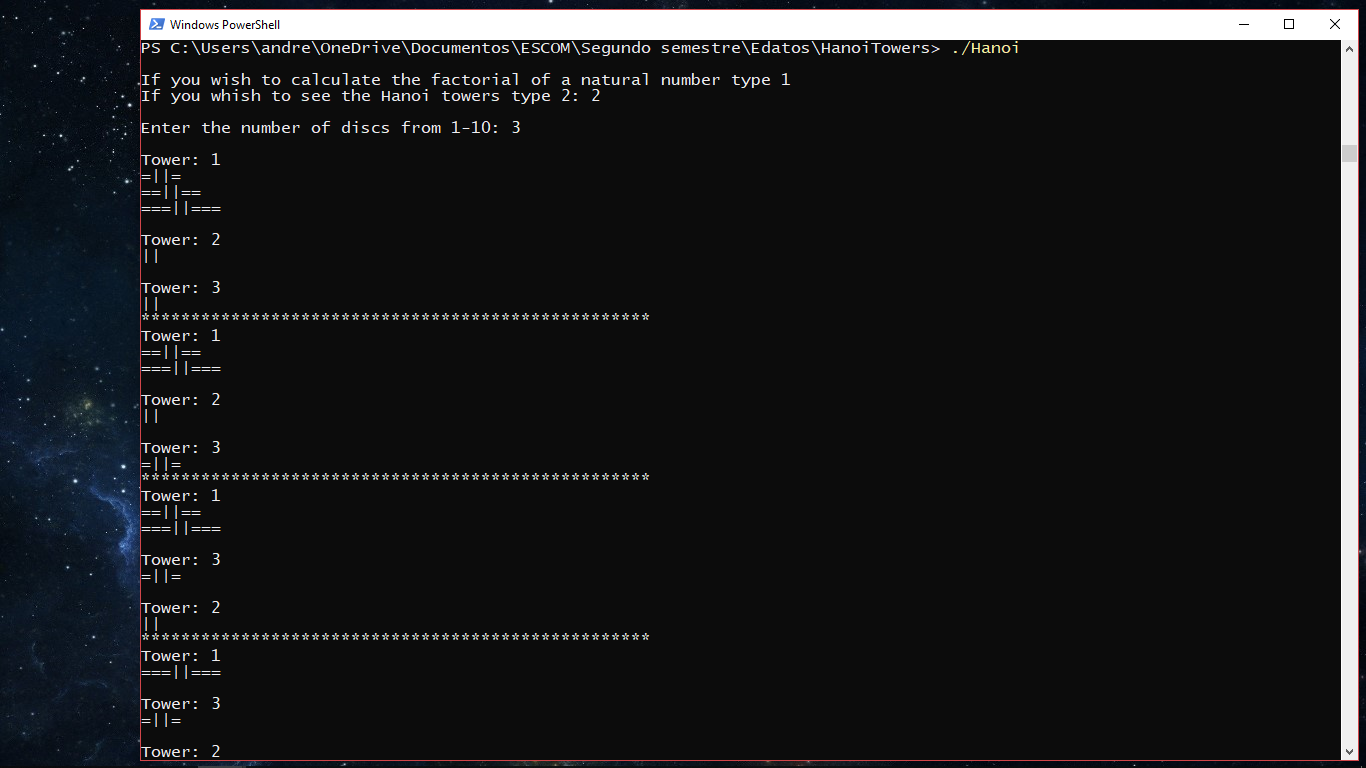 Windows PowerShell
PS C:\Users\andre\OneDrive\Documentos\ESCOM\Segundo semestre\Edatos\HanoiTowers> ./Hanoi
If you wish to calculate the factorial of a natural number type 1
If you whish to see the Hanoi towers type 2: 2
Enter the number of discs from 1-10: 3
Tower: 1
=||=
==||==
===||===
Tower: 2
||
Tower: 3
||
***************************************************
Tower: 1
==||==
===||===
Tower: 2
||
Tower: 3
=||=
***************************************************
Tower: 1
==||==
===||===
Tower: 3
=||=
Tower: 2
||
***************************************************
Tower: 1
===||===
Tower: 3
=||=
Tower: 2